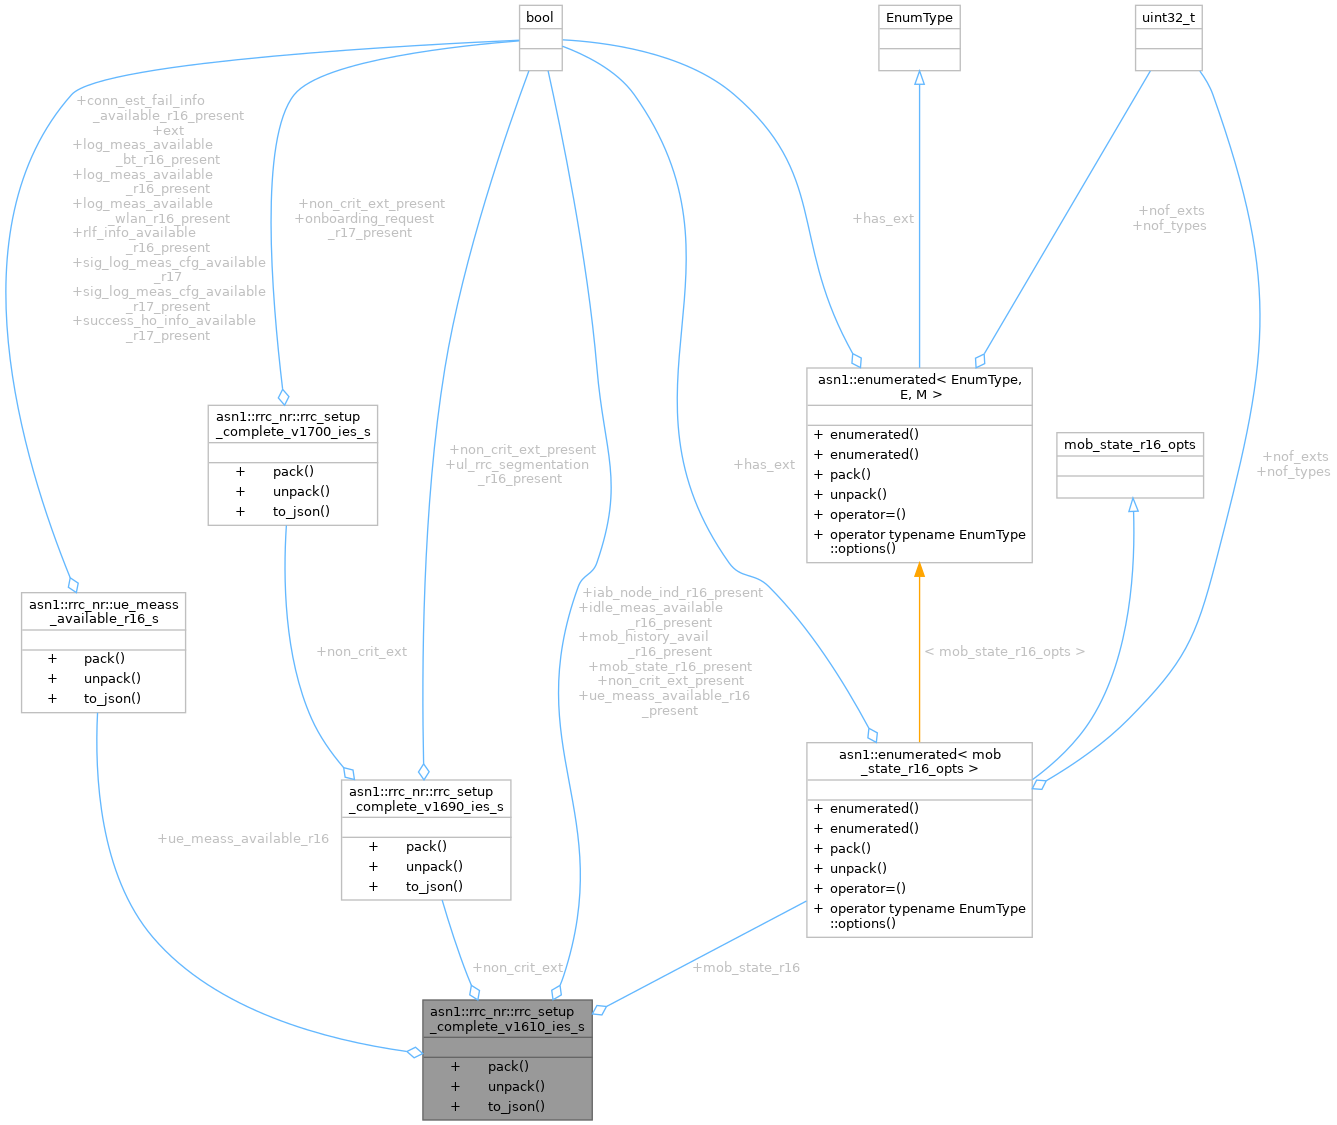 bool
EnumType
uint32_t
+conn_est_fail_info
_available_r16_present
+ext
+log_meas_available
_bt_r16_present
+log_meas_available
_r16_present
+log_meas_available
_wlan_r16_present
+rlf_info_available
_r16_present
+sig_log_meas_cfg_available
_r17
+sig_log_meas_cfg_available
_r17_present
+success_ho_info_available
_r17_present
+non_crit_ext_present
+onboarding_request
_r17_present
+has_ext
+nof_exts
+nof_types
asn1::enumerated< EnumType,
E, M >
+ enumerated()
+ enumerated()
+ pack()
+ unpack()
+ operator=()
+ operator typename EnumType
::options()
asn1::rrc_nr::rrc_setup
_complete_v1700_ies_s
+ pack()
+ unpack()
+ to_json()
+non_crit_ext_present
+ul_rrc_segmentation
_r16_present
+has_ext
mob_state_r16_opts
+nof_exts
+nof_types
asn1::rrc_nr::ue_meass
_available_r16_s
+ pack()
+ unpack()
+ to_json()
+non_crit_ext
+iab_node_ind_r16_present
+idle_meas_available
_r16_present
+mob_history_avail
_r16_present
+mob_state_r16_present
+non_crit_ext_present
+ue_meass_available_r16
_present
< mob_state_r16_opts >
asn1::enumerated< mob
_state_r16_opts >
+ enumerated()
+ enumerated()
+ pack()
+ unpack()
+ operator=()
+ operator typename EnumType
::options()
asn1::rrc_nr::rrc_setup
_complete_v1690_ies_s
+ pack()
+ unpack()
+ to_json()
+ue_meass_available_r16
+non_crit_ext
+mob_state_r16
asn1::rrc_nr::rrc_setup
_complete_v1610_ies_s
+ pack()
+ unpack()
+ to_json()